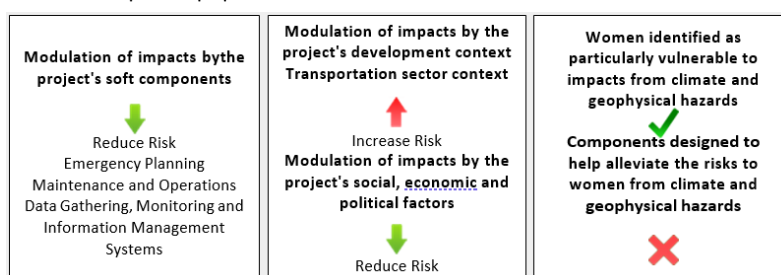 Modulation of impacts bythe
project's soft components
Reduce Risk
Emergency Planning
Maintenance and Operations
Data Gathering, Monitoring and
Information Management
Systems
Modulation of impacts by the
project's development context
Transportation sector context
Increase Risk
Modulation of impacts by the
project's social, economic and
political factors
Reduce Risk
Women identified as
particularly vulnerable to
impacts from climate and
geophysical hazards
Components designed to
help alleviate the risks to
women from climate and
geophysical hazards